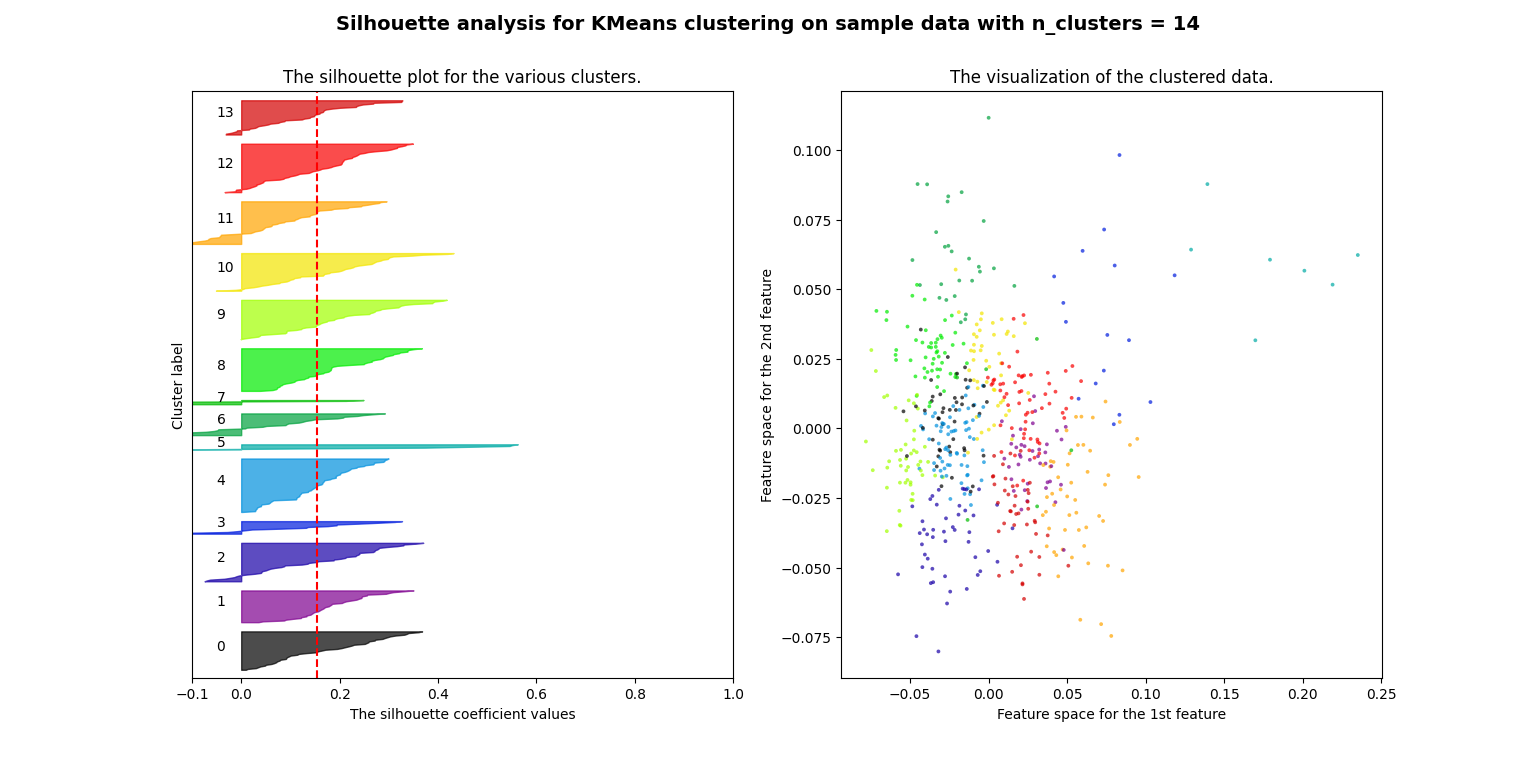 Silhouette analysis for KMeans clustering on sample data with n_clusters = 14
The silhouette plot for the various clusters.
13
12
11
10
9
8
7
6
5
4
3
2
1
0
Cluster label
−0.1 0.0 0.2 0.4 0.6 0.8 1.0
The silhouette coefficient values
The visualization of the clustered data.
0.100
0.075
0.050
0.025
0.000
−0.025
−0.050
−0.075
Feature space for the 2nd feature
−0.05 0.00 0.05 0.10 0.15 0.20 0.25
Feature space for the 1st feature